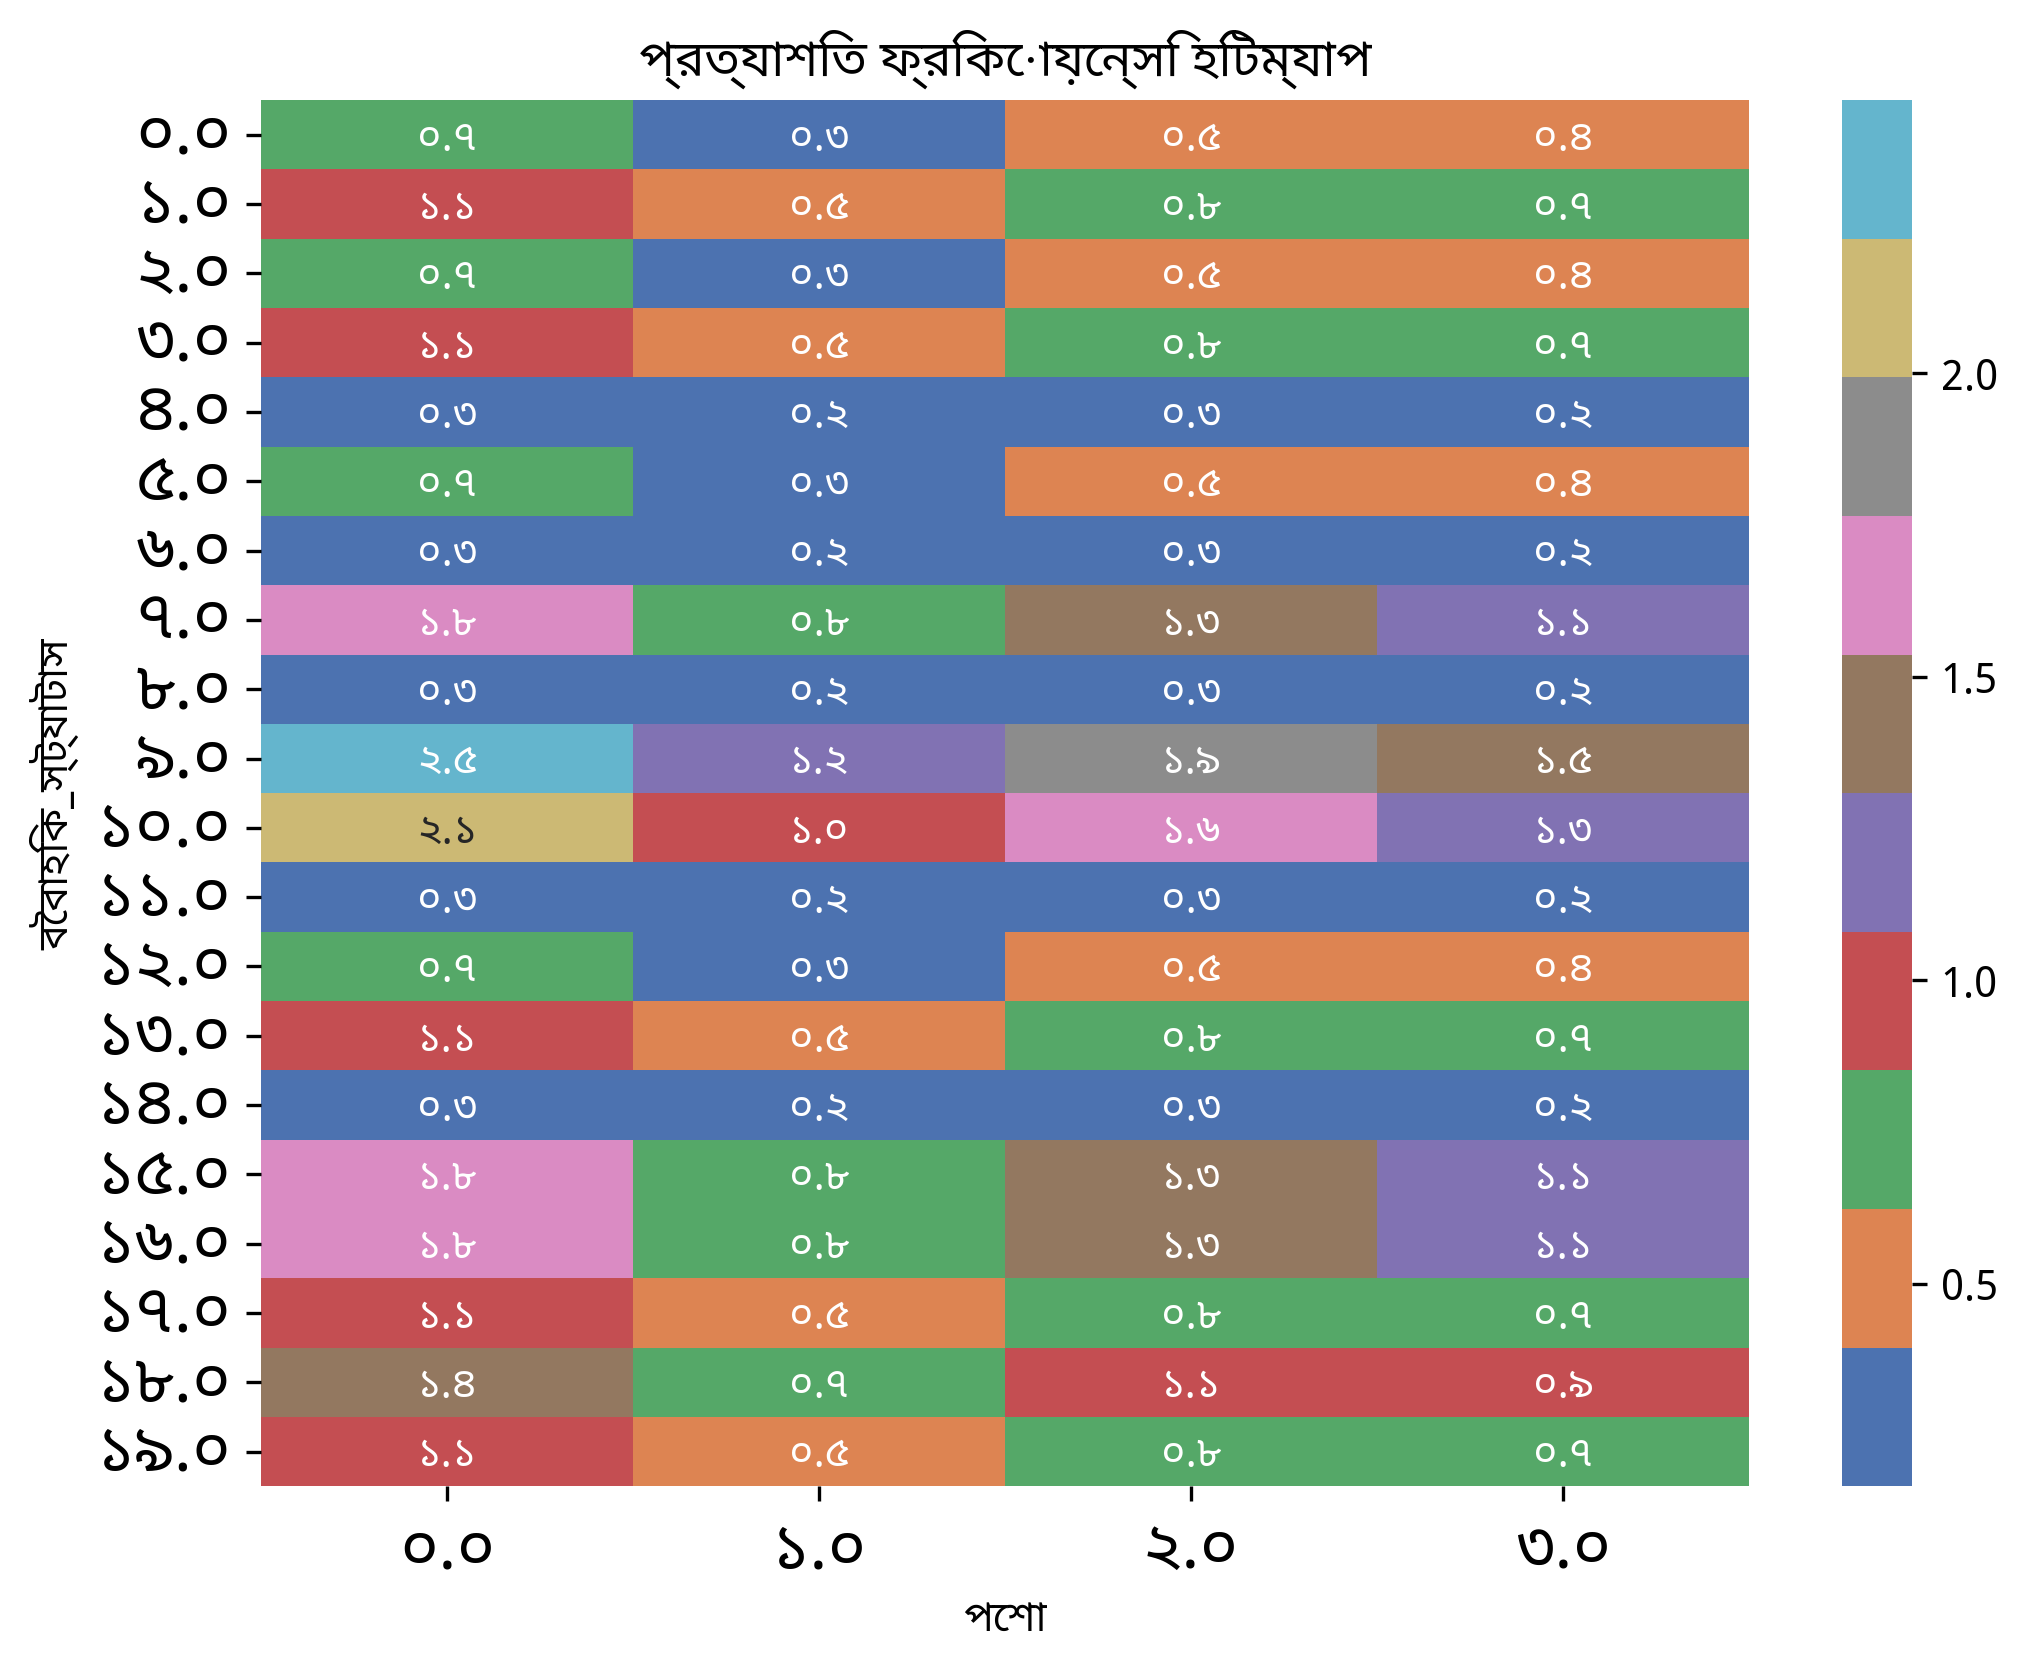 প্রত্যাশিত ফ্রিকোয়েন্সি হিটম্যাপ
০.০ ০.৭ ০.৩ ০.৫ ০.৪
১.০ ১.১ ০.৫ ০.৮ ০.৭
২.০ ০.৭ ০.৩ ০.৫ ০.৪
৩.০ ১.১ ০.৫ ০.৮ ০.৭
৪.০ ০.৩ ০.২ ০.৩ ০.২
৫.০ ০.৭ ০.৩ ০.৫ ০.৪
৬.০ ০.৩ ০.২ ০.৩ ০.২
৭.০ ১.৮ ০.৮ ১.৩ ১.১
৮.০ ০.৩ ০.২ ০.৩ ০.২
৯.০ ২.৫ ১.২ ১.৯ ১.৫
১০.০ ২.১ ১.০ ১.৬ ১.৩
১১.০ ০.৩ ০.২ ০.৩ ০.২
১২.০ ০.৭ ০.৩ ০.৫ ০.৪
১৩.০ ১.১ ০.৫ ০.৮ ০.৭
১৪.০ ০.৩ ০.২ ০.৩ ০.২
১৫.০ ১.৮ ০.৮ ১.৩ ১.১
১৬.০ ১.৮ ০.৮ ১.৩ ১.১
১৭.০ ১.১ ০.৫ ০.৮ ০.৭
১৮.০ ১.৪ ০.৭ ১.১ ০.৯
১৯.০ ১.১ ০.৫ ০.৮ ০.৭
০.০ ১.০ ২.০ ৩.০
পেশা
বৈবাহিক_স্ট্যাটাস
2.0
1.5
1.0
0.5